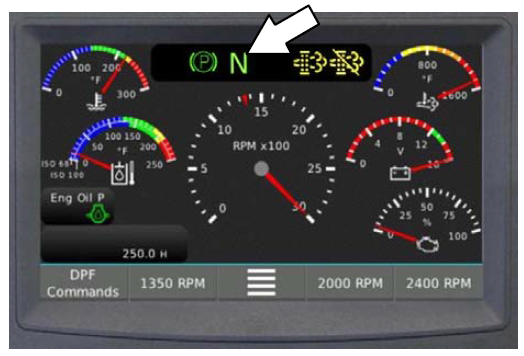 (P) N
100 200
°F
0 300
800
°F
1600
50 100 150 200
°F
0 250
ISO 68
ISO 100
0 5 10 15 20 25 30
RPM x100
0 4 8 12 16
V
0 25 50 75 100
%
Eng Oil P
250.0 H
DPF
Commands
1350 RPM
2000 RPM
2400 RPM